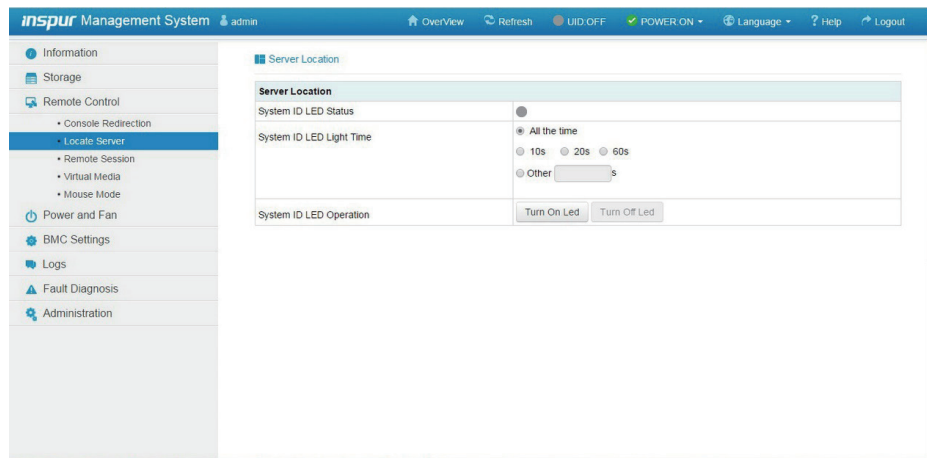 inspur Management System admin OverView Refresh UID:OFF POWER:ON Language ? Help Logout
Information
Storage
Remote Control
• Console Redirection
• Locate Server
• Remote Session
• Virtual Media
• Mouse Mode
Power and Fan
BMC Settings
Logs
Fault Diagnosis
Administration
Server Location
Server Location
System ID LED Status
System ID LED Light Time
All the time
10s 20s 60s
Other s
System ID LED Operation
Turn On Led Turn Off Led